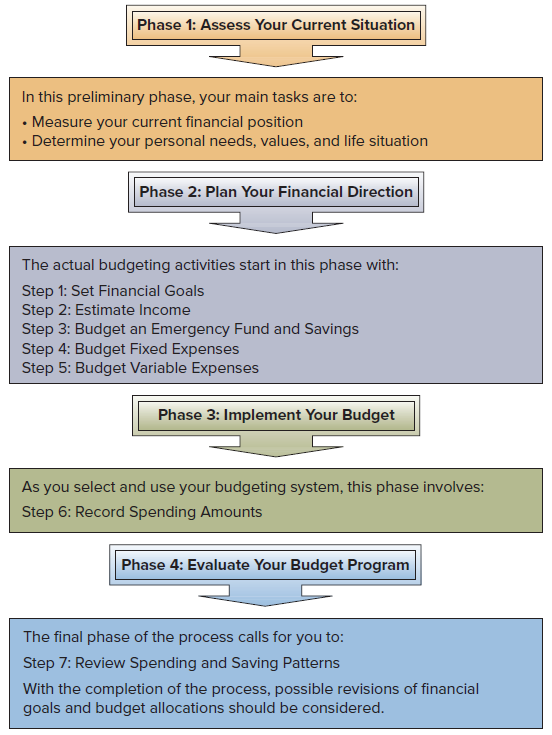 Phase 1: Assess Your Current Situation
In this preliminary phase, your main tasks are to:
• Measure your current financial position
• Determine your personal needs, values, and life situation
Phase 2: Plan Your Financial Direction
The actual budgeting activities start in this phase with:
Step 1: Set Financial Goals
Step 2: Estimate Income
Step 3: Budget an Emergency Fund and Savings
Step 4: Budget Fixed Expenses
Step 5: Budget Variable Expenses
Phase 3: Implement Your Budget
As you select and use your budgeting system, this phase involves:
Step 6: Record Spending Amounts
Phase 4: Evaluate Your Budget Program
The final phase of the process calls for you to:
Step 7: Review Spending and Saving Patterns
With the completion of the process, possible revisions of financial
goals and budget allocations should be considered.